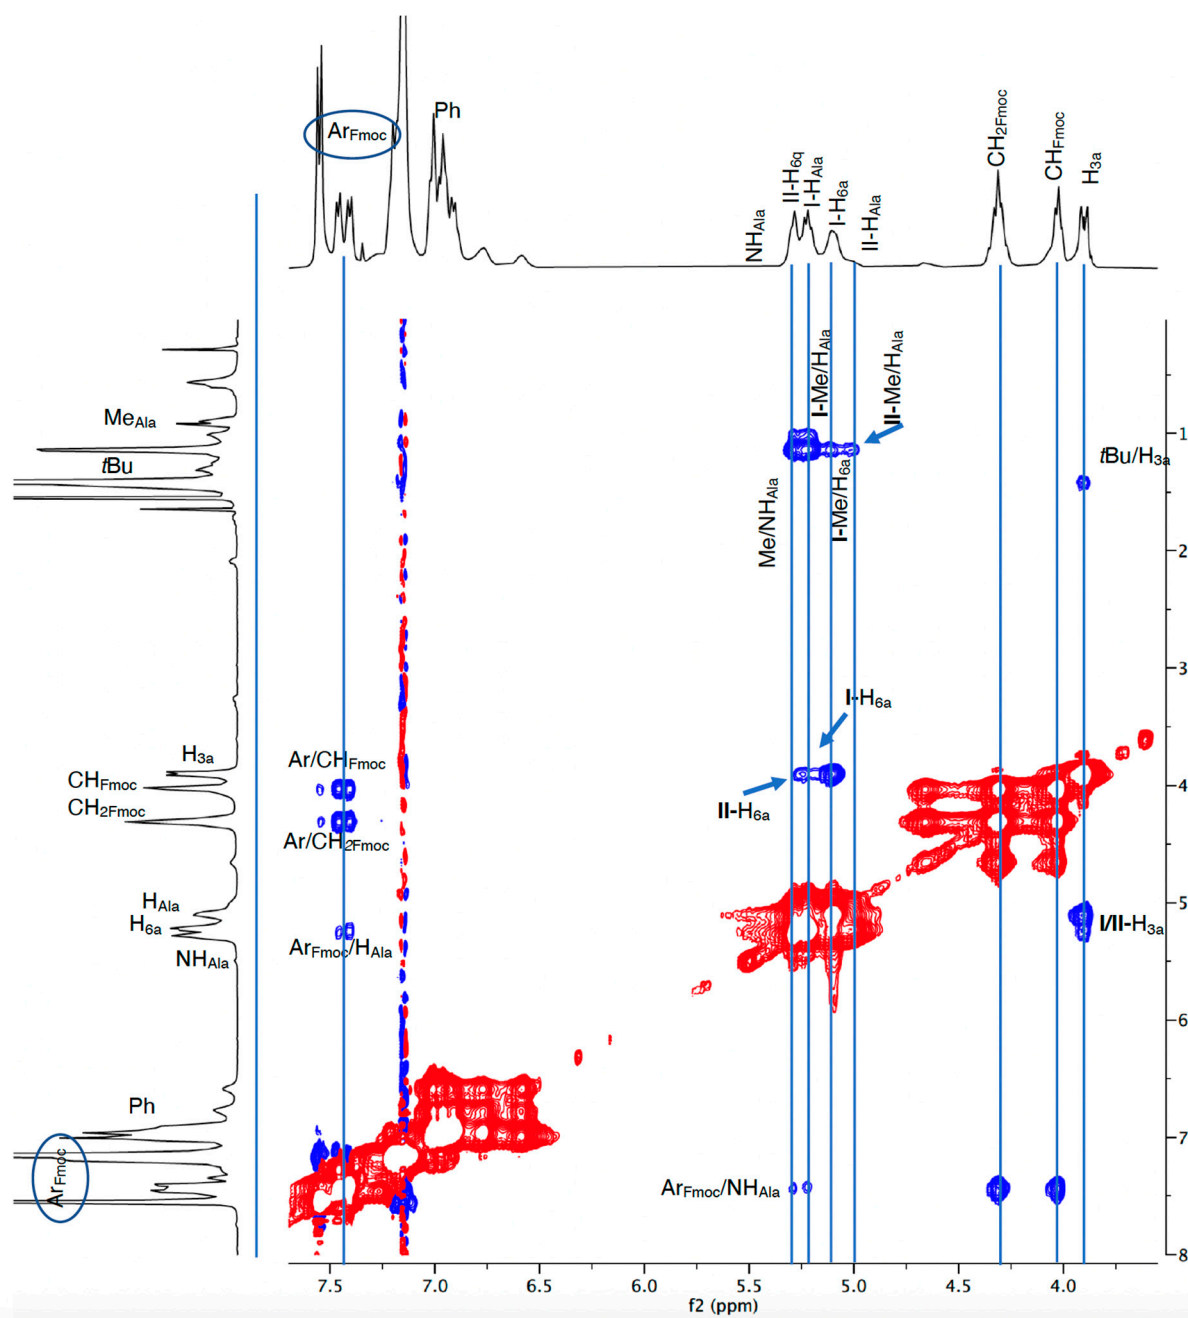 ArFmoc
Ph
NHAla
II-H6q
I-HAla
I-H6a
II-HAla
CH2Fmoc
CHFmoc
H3a
MeAla
tBu
Me/NHAla
I-Me/HAla
I-Me/H6a
II-Me/HAla
tBu/H3a
1
2
3
I-H6a
II-H6a
H3a
CHFmoc
CH2Fmoc
Ar/CHFmoc
Ar/CH2Fmoc
4
HAla
H6a
NHAla
ArFmoc/HAla
5
I/II-H3a
6
Ph
ArFmoc
7
ArFmoc/NHAla
8
7.5 7.0 6.5 6.0 5.5 5.0 4.5 4.0
f2 (ppm)